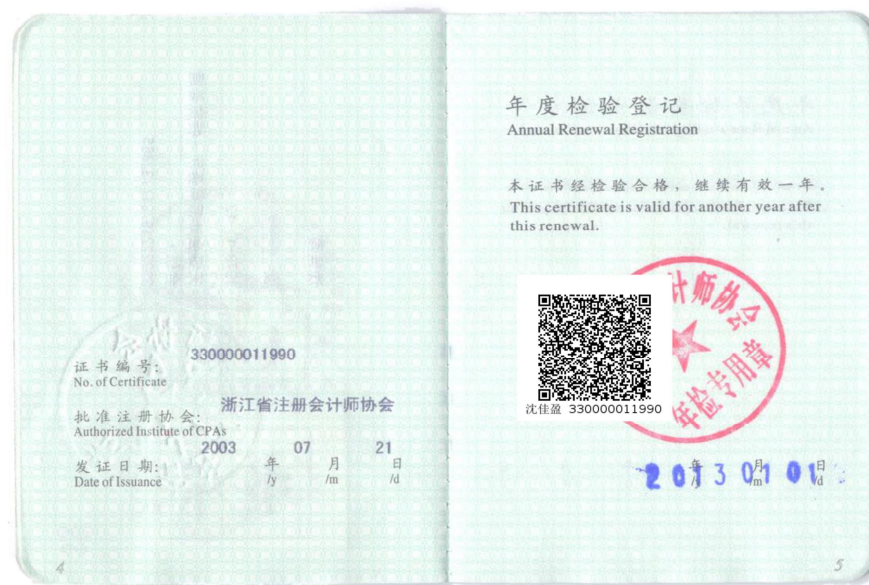 证书编号: 330000011990
No. of Certificate
批准注册协会: 浙江省注册会计师协会
Authorized Institute of CPAs
发证日期: 2003 年 07 月 21 日
Date of Issuance /y /m /d
4
年度检验登记
Annual Renewal Registration
本证书经检验合格，继续有效一年。
This certificate is valid for another year after
this renewal.
计师协会
年检专用章
沈佳盈 330000011990
2013 年 01 月 01 日
/y /m /d
5